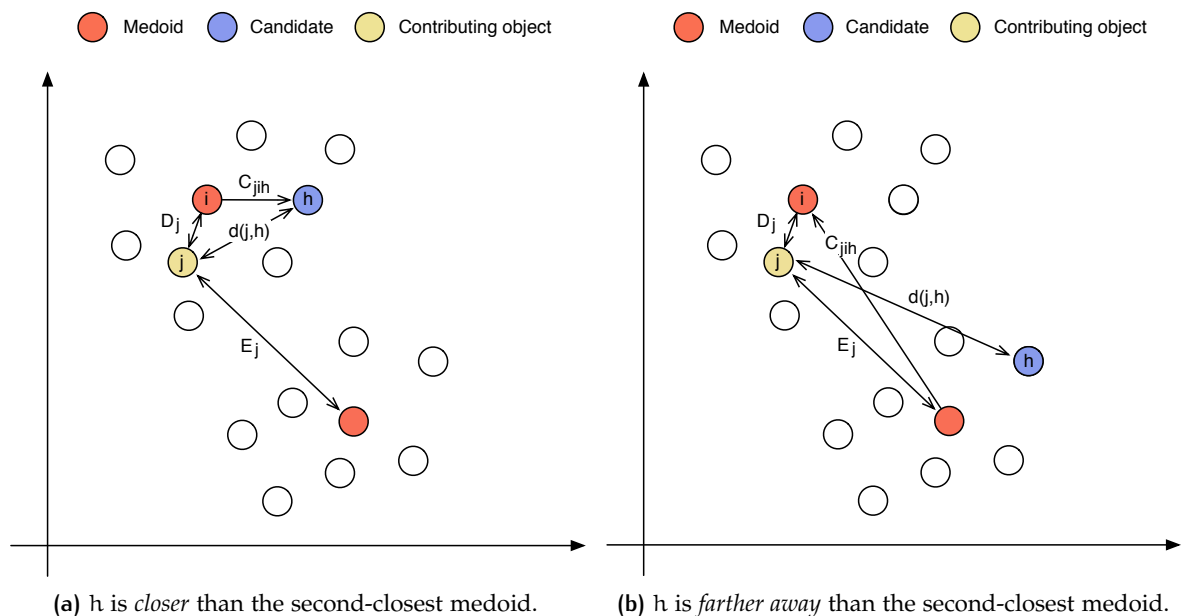 Medoid Candidate Contributing object
i
C_jih
h
D_j
d(j,h)
j
E_j
(a) h is closer than the second-closest medoid.
Medoid Candidate Contributing object
i
D_j
C_jih
j
d(j,h)
E_j
h
(b) h is farther away than the second-closest medoid.